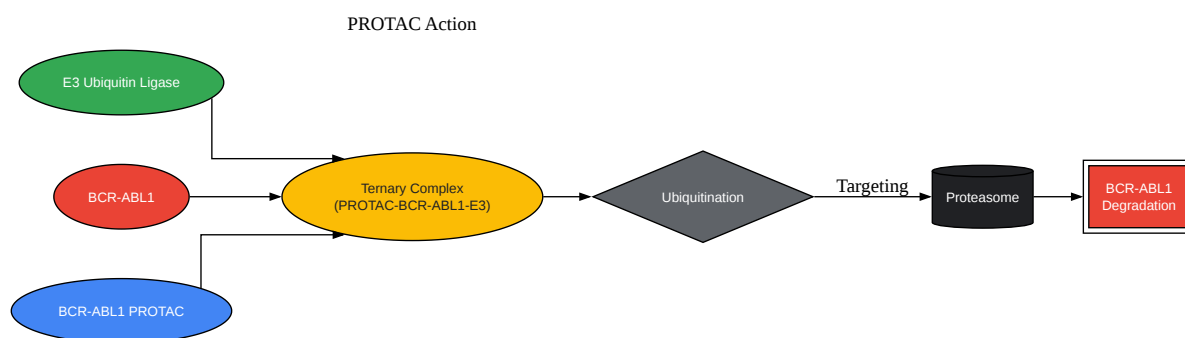 PROTAC Action
E3 Ubiquitin Ligase
BCR-ABL1
BCR-ABL1 PROTAC
Ternary Complex
(PROTAC-BCR-ABL1-E3)
Ubiquitination
Targeting
Proteasome
BCR-ABL1
Degradation